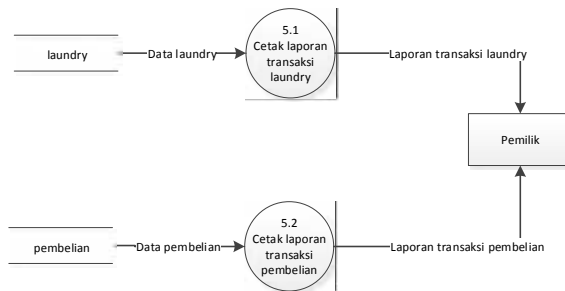 5.1
laundry
Data laundry
Cetak laporan
transaksi
laundry
Laporan transaksi laundry
Pemilik
5.2
pembelian
Data pembelian
Cetak laporan
transaksi
pembelian
Laporan transaksi pembelian